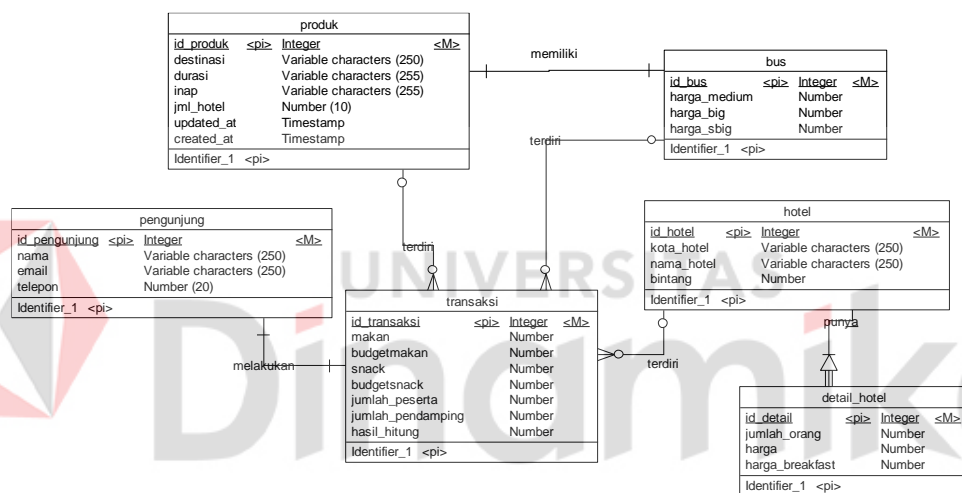 produk
id_produk <pi> Integer <M>
destinasi Variable characters (250)
durasi Variable characters (255)
inap Variable characters (255)
jml_hotel Number (10)
updated_at Timestamp
created_at Timestamp
Identifier_1 <pi>
memiliki
bus
id_bus <pi> Integer <M>
harga_medium Number
harga_big Number
harga_sbig Number
Identifier_1 <pi>
terdiri
pengunjung
id_pengunjung <pi> Integer <M>
nama Variable characters (250)
email Variable characters (250)
telepon Number (20)
Identifier_1 <pi>
terdiri
hotel
id_hotel <pi> Integer <M>
kota_hotel Variable characters (250)
nama_hotel Variable characters (250)
bintang Number
Identifier_1 <pi>
UNIVERSITAS
Dinamika
transaksi
id_transaksi <pi> Integer <M>
makan Number
budgetmakan Number
snack Number
budgetsnack Number
jumlah_peserta Number
jumlah_pendamping Number
hasil_hitung Number
Identifier_1 <pi>
melakukan
terdiri
punya
detail_hotel
id_detail <pi> Integer <M>
jumlah_orang Number
harga Number
harga_breakfast Number
Identifier_1 <pi>